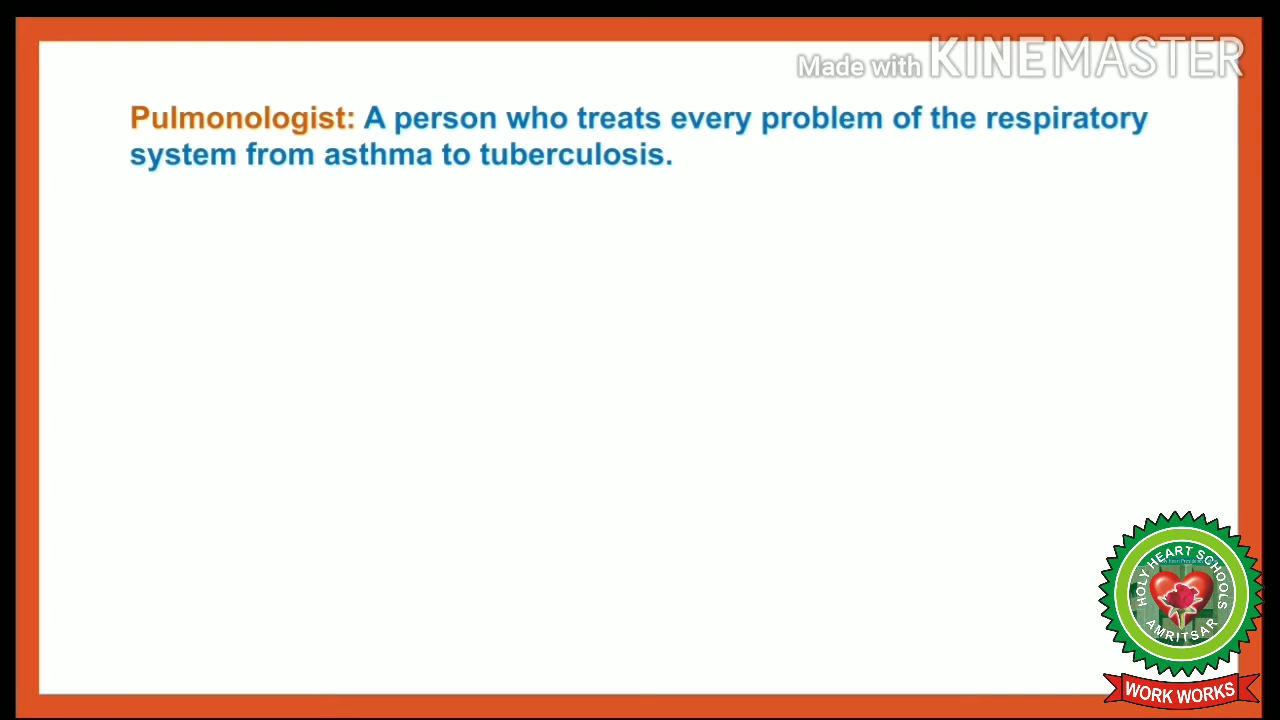 Made with KINEMASTER
Pulmonologist: A person who treats every problem of the respiratory
system from asthma to tuberculosis.
HOLY HEART SCHOOLS
AMRITSAR
WORK WORKS